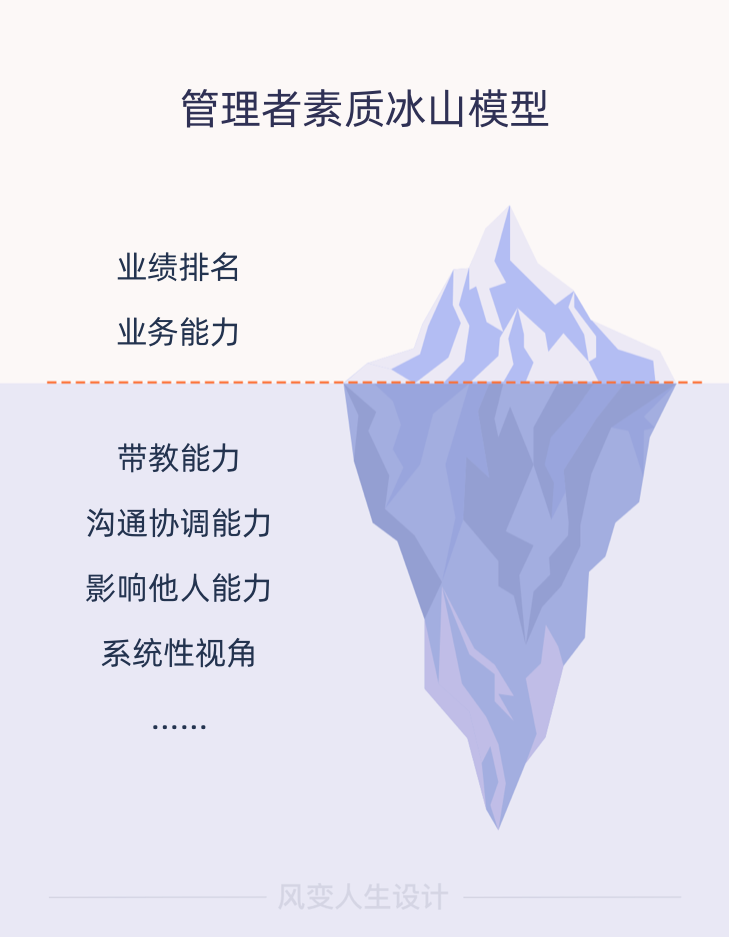 管理者素质冰山模型
业绩排名
业务能力
带教能力
沟通协调能力
影响他人能力
系统性视角
……
风变人生设计